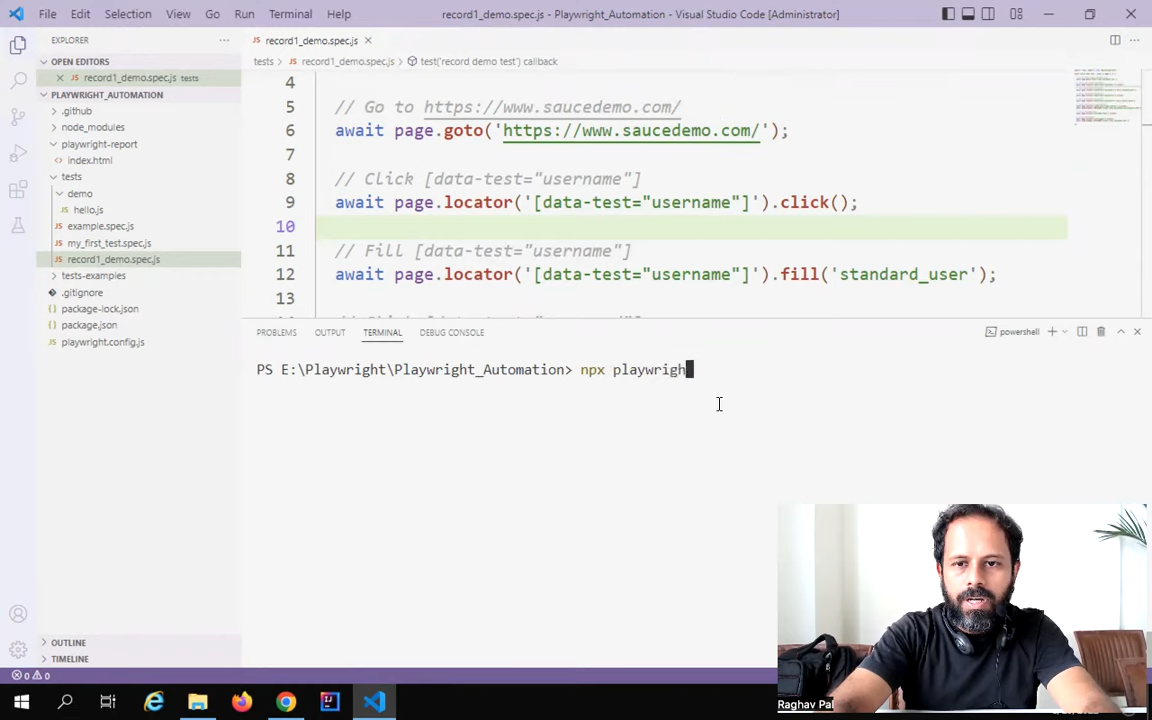 File Edit Selection View Go Run Terminal Help record1_demo.spec.js - Playwright_Automation - Visual Studio Code [Administrator]
EXPLORER
record1_demo.spec.js
OPEN EDITORS
tests > record1_demo.spec.js > test('record demo test') callback
record1_demo.spec.js tests
PLAYWRIGHT_AUTOMATION
.github
node_modules
playwright-report
index.html
tests
demo
hello.js
example.spec.js
my_first_test.spec.js
record1_demo.spec.js
tests-examples
.gitignore
package-lock.json
package.json
playwright.config.js
OUTLINE
TIMELINE
4
5 // Go to https://www.saucedemo.com/
6 await page.goto('https://www.saucedemo.com/');
7
8 // Click [data-test="username"]
9 await page.locator('[data-test="username"]').click();
10
11 // Fill [data-test="username"]
12 await page.locator('[data-test="username"]').fill('standard_user');
13
PROBLEMS OUTPUT TERMINAL DEBUG CONSOLE
powershell
PS E:\Playwright\Playwright_Automation> npx playwrigh
0 0
Raghav Pal